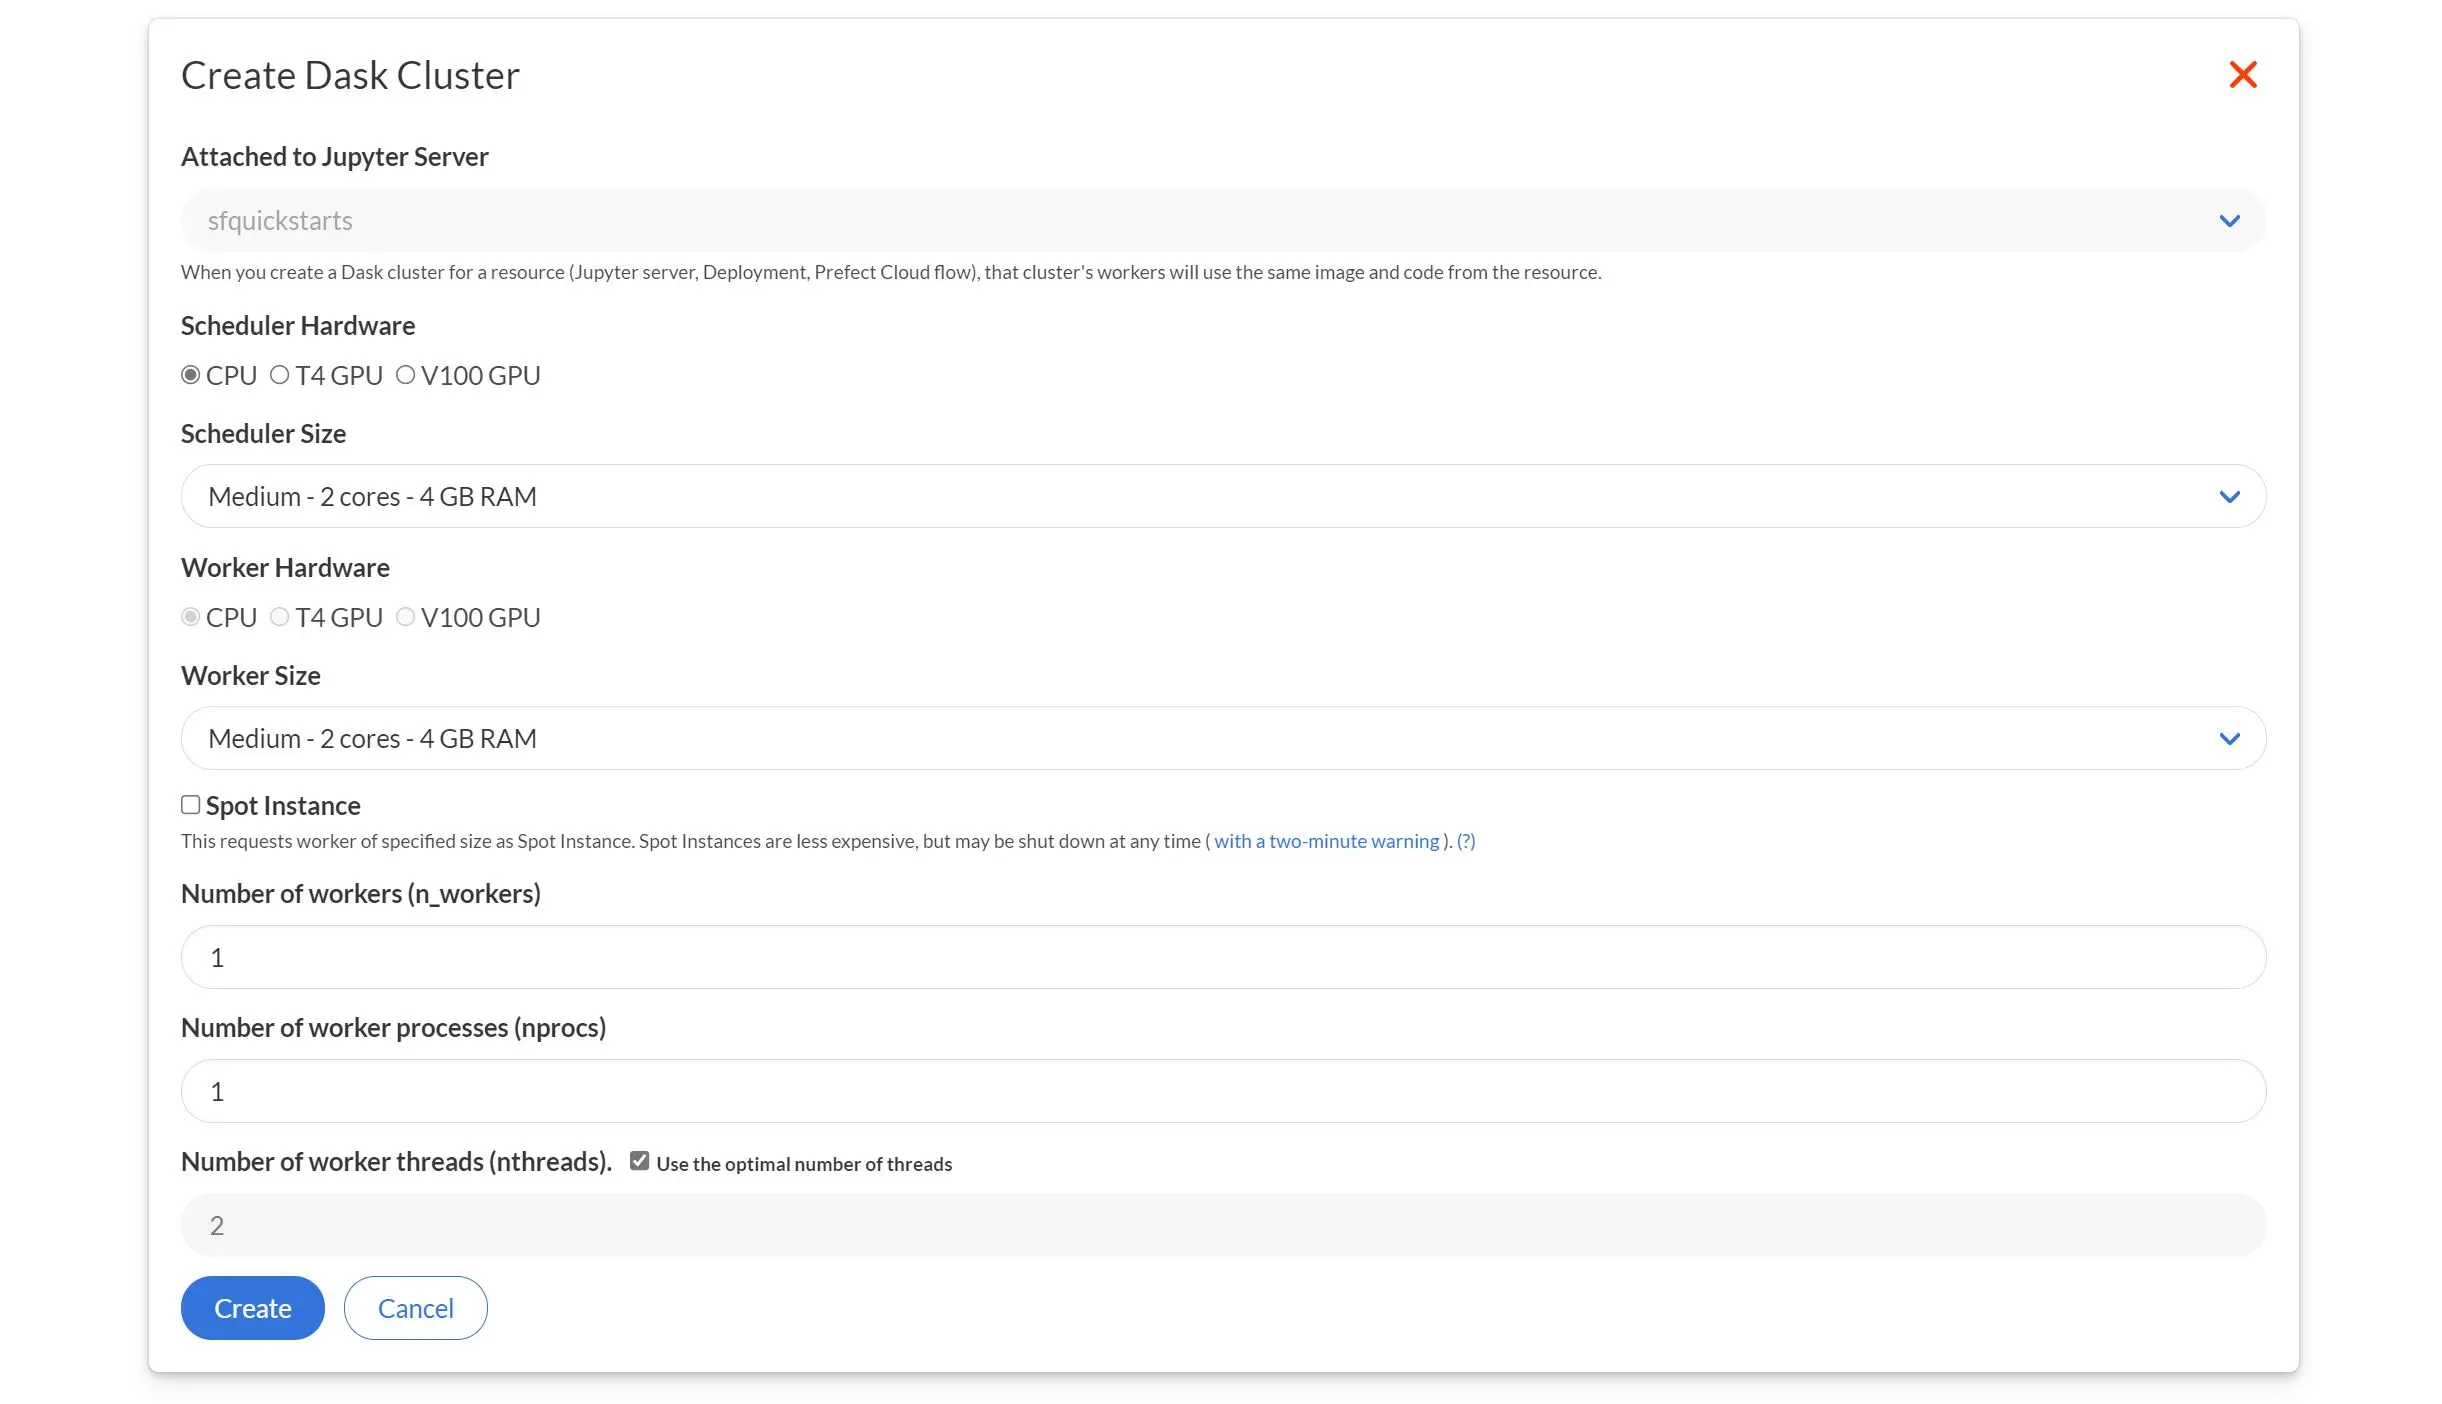 Create Dask Cluster
Attached to Jupyter Server
sfquickstarts
When you create a Dask cluster for a resource (Jupyter server, Deployment, Prefect Cloud flow), that cluster's workers will use the same image and code from the resource.
Scheduler Hardware
CPU T4 GPU V100 GPU
Scheduler Size
Medium - 2 cores - 4 GB RAM
Worker Hardware
CPU T4 GPU V100 GPU
Worker Size
Medium - 2 cores - 4 GB RAM
Spot Instance
This requests worker of specified size as Spot Instance. Spot Instances are less expensive, but may be shut down at any time ( with a two-minute warning ). (?)
Number of workers (n_workers)
1
Number of worker processes (nprocs)
1
Number of worker threads (nthreads). Use the optimal number of threads
2
Create Cancel